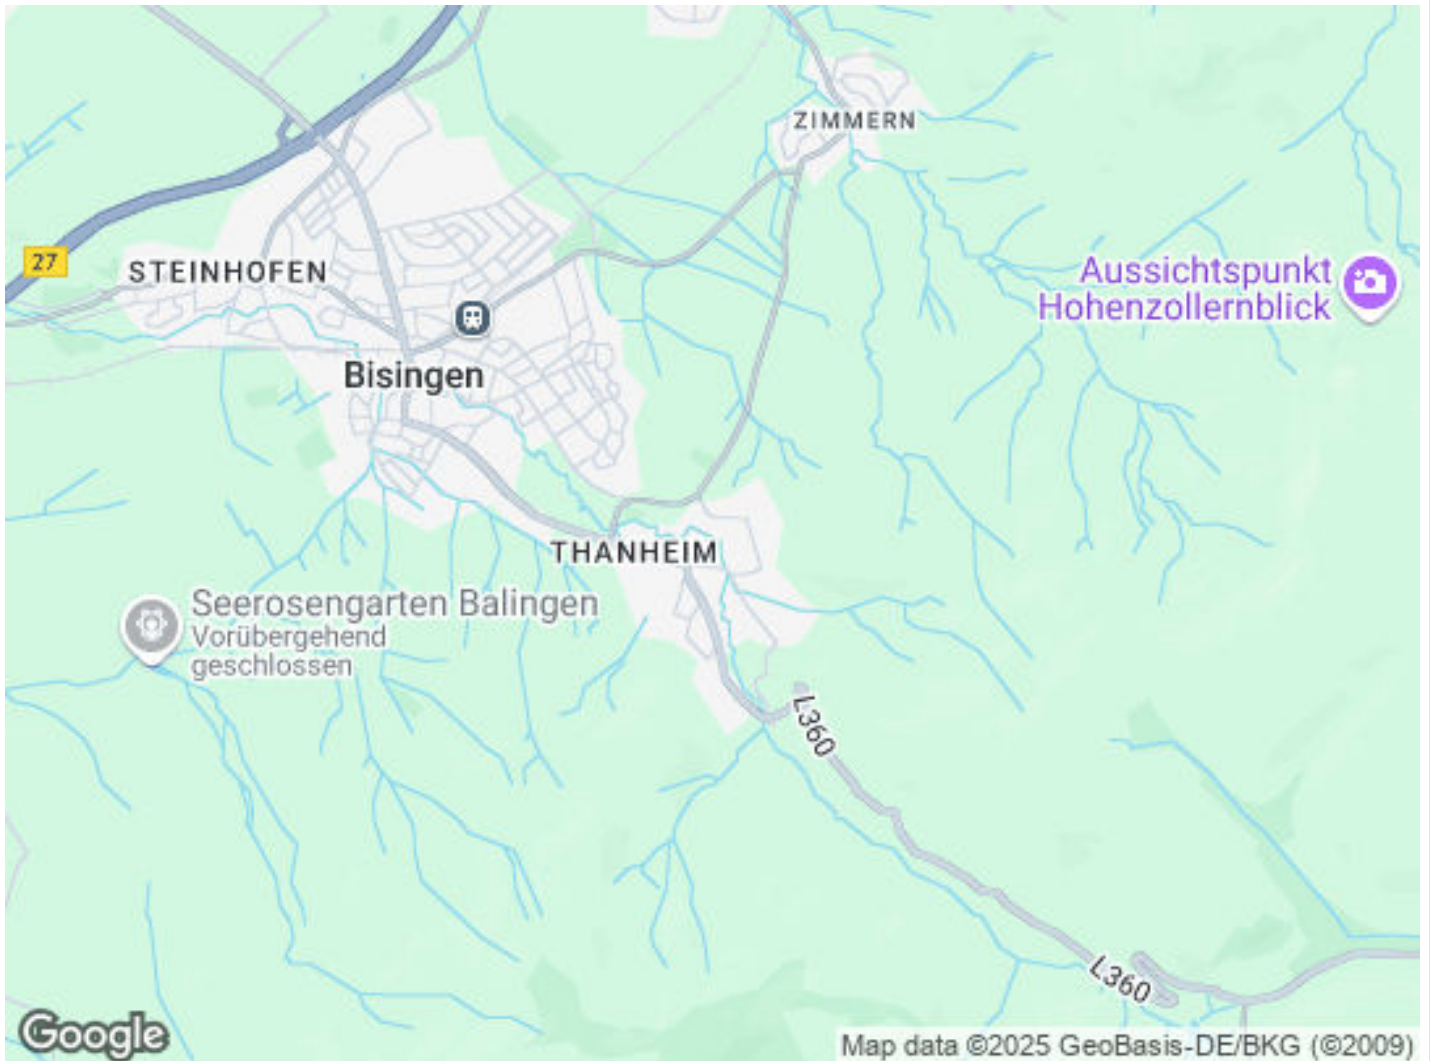 ZIMMERN
27
STEINHOFEN
Aussichtspunkt
Hohenzollernblick
Bisingen
THANHEIM
Seerosengarten Balingen
Vorübergehend
geschlossen
L360
L360
Google
Map data ©2025 GeoBasis-DE/BKG (©2009)